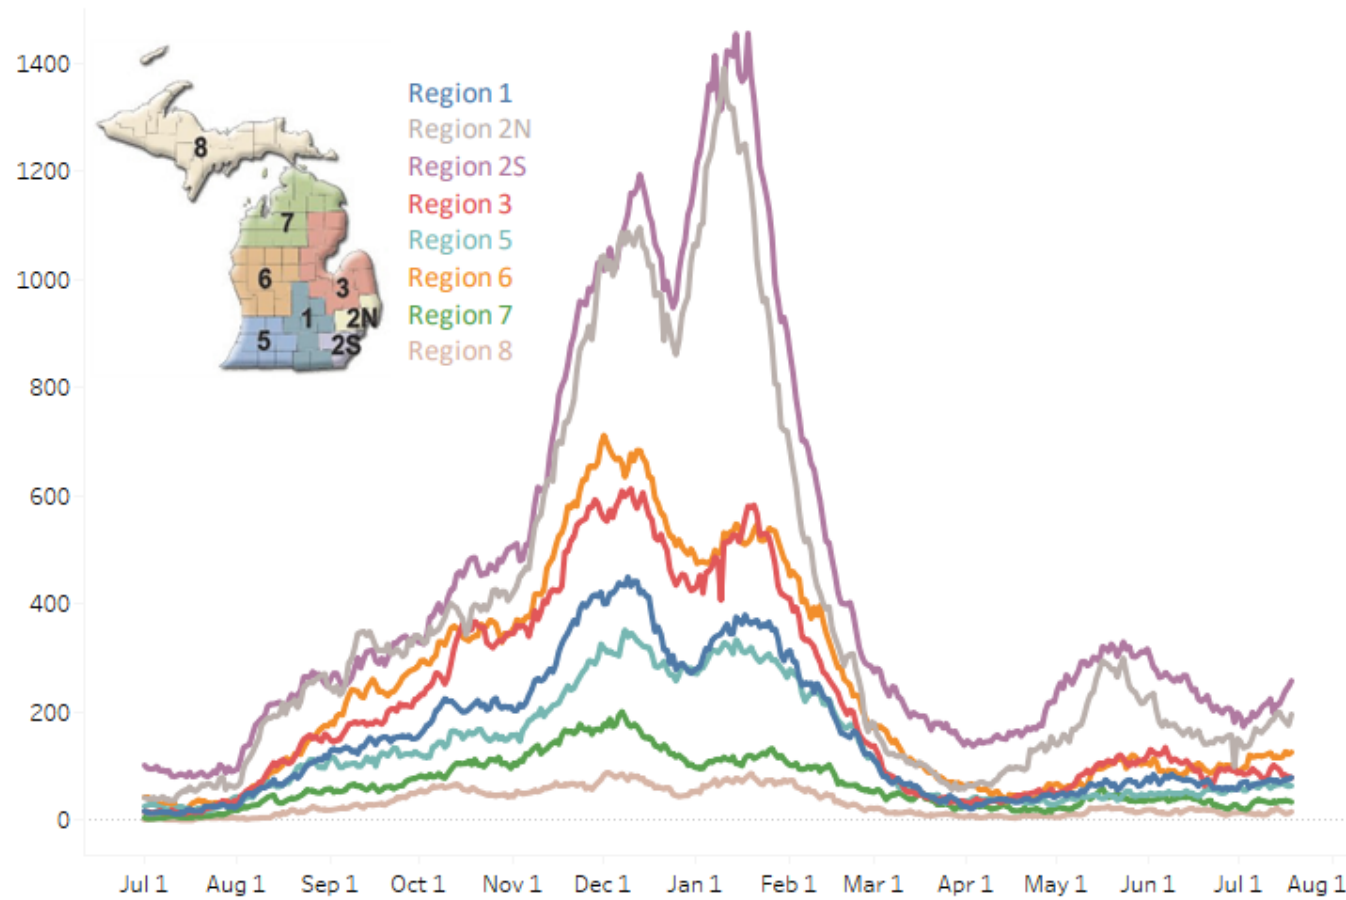 1400
1200
1000
800
600
400
200
0
8
7
6
3
1
2N
5
2S
Region 1
Region 2N
Region 2S
Region 3
Region 5
Region 6
Region 7
Region 8
Jul 1 Aug 1 Sep 1 Oct 1 Nov 1 Dec 1 Jan 1 Feb 1 Mar 1 Apr 1 May 1 Jun 1 Jul 1 Aug 1